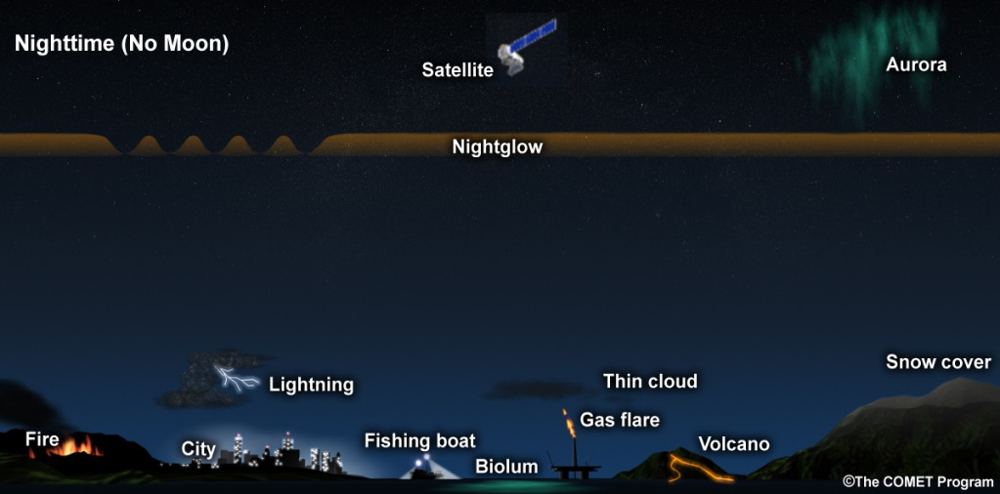 Nighttime (No Moon)
Satellite
Aurora
Nightglow
Lightning
Thin cloud
Snow cover
Fire
City
Fishing boat
Biolum
Gas flare
Volcano
©The COMET Program